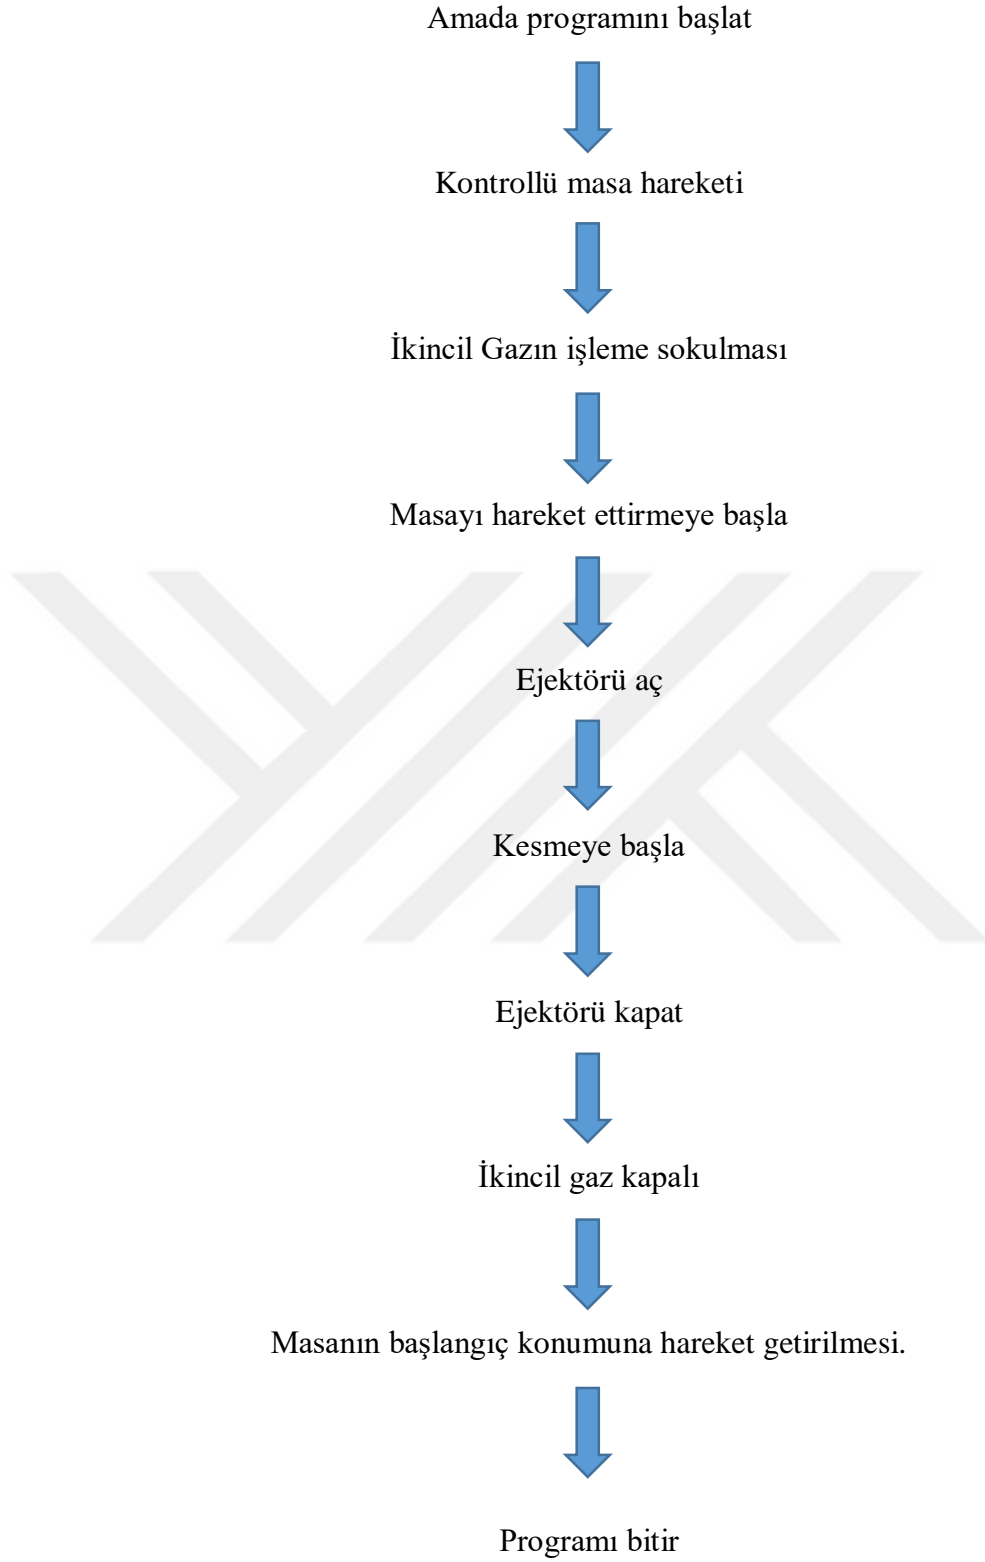 Amada programını başlat
Kontrollü masa hareketi
İkincil Gazın işleme sokulması
Masayı hareket ettirmeye başla
Ejektörü aç
Kesmeye başla
Ejektörü kapat
İkincil gaz kapalı
Masanın başlangıç konumuna hareket getirilmesi.
Programı bitir